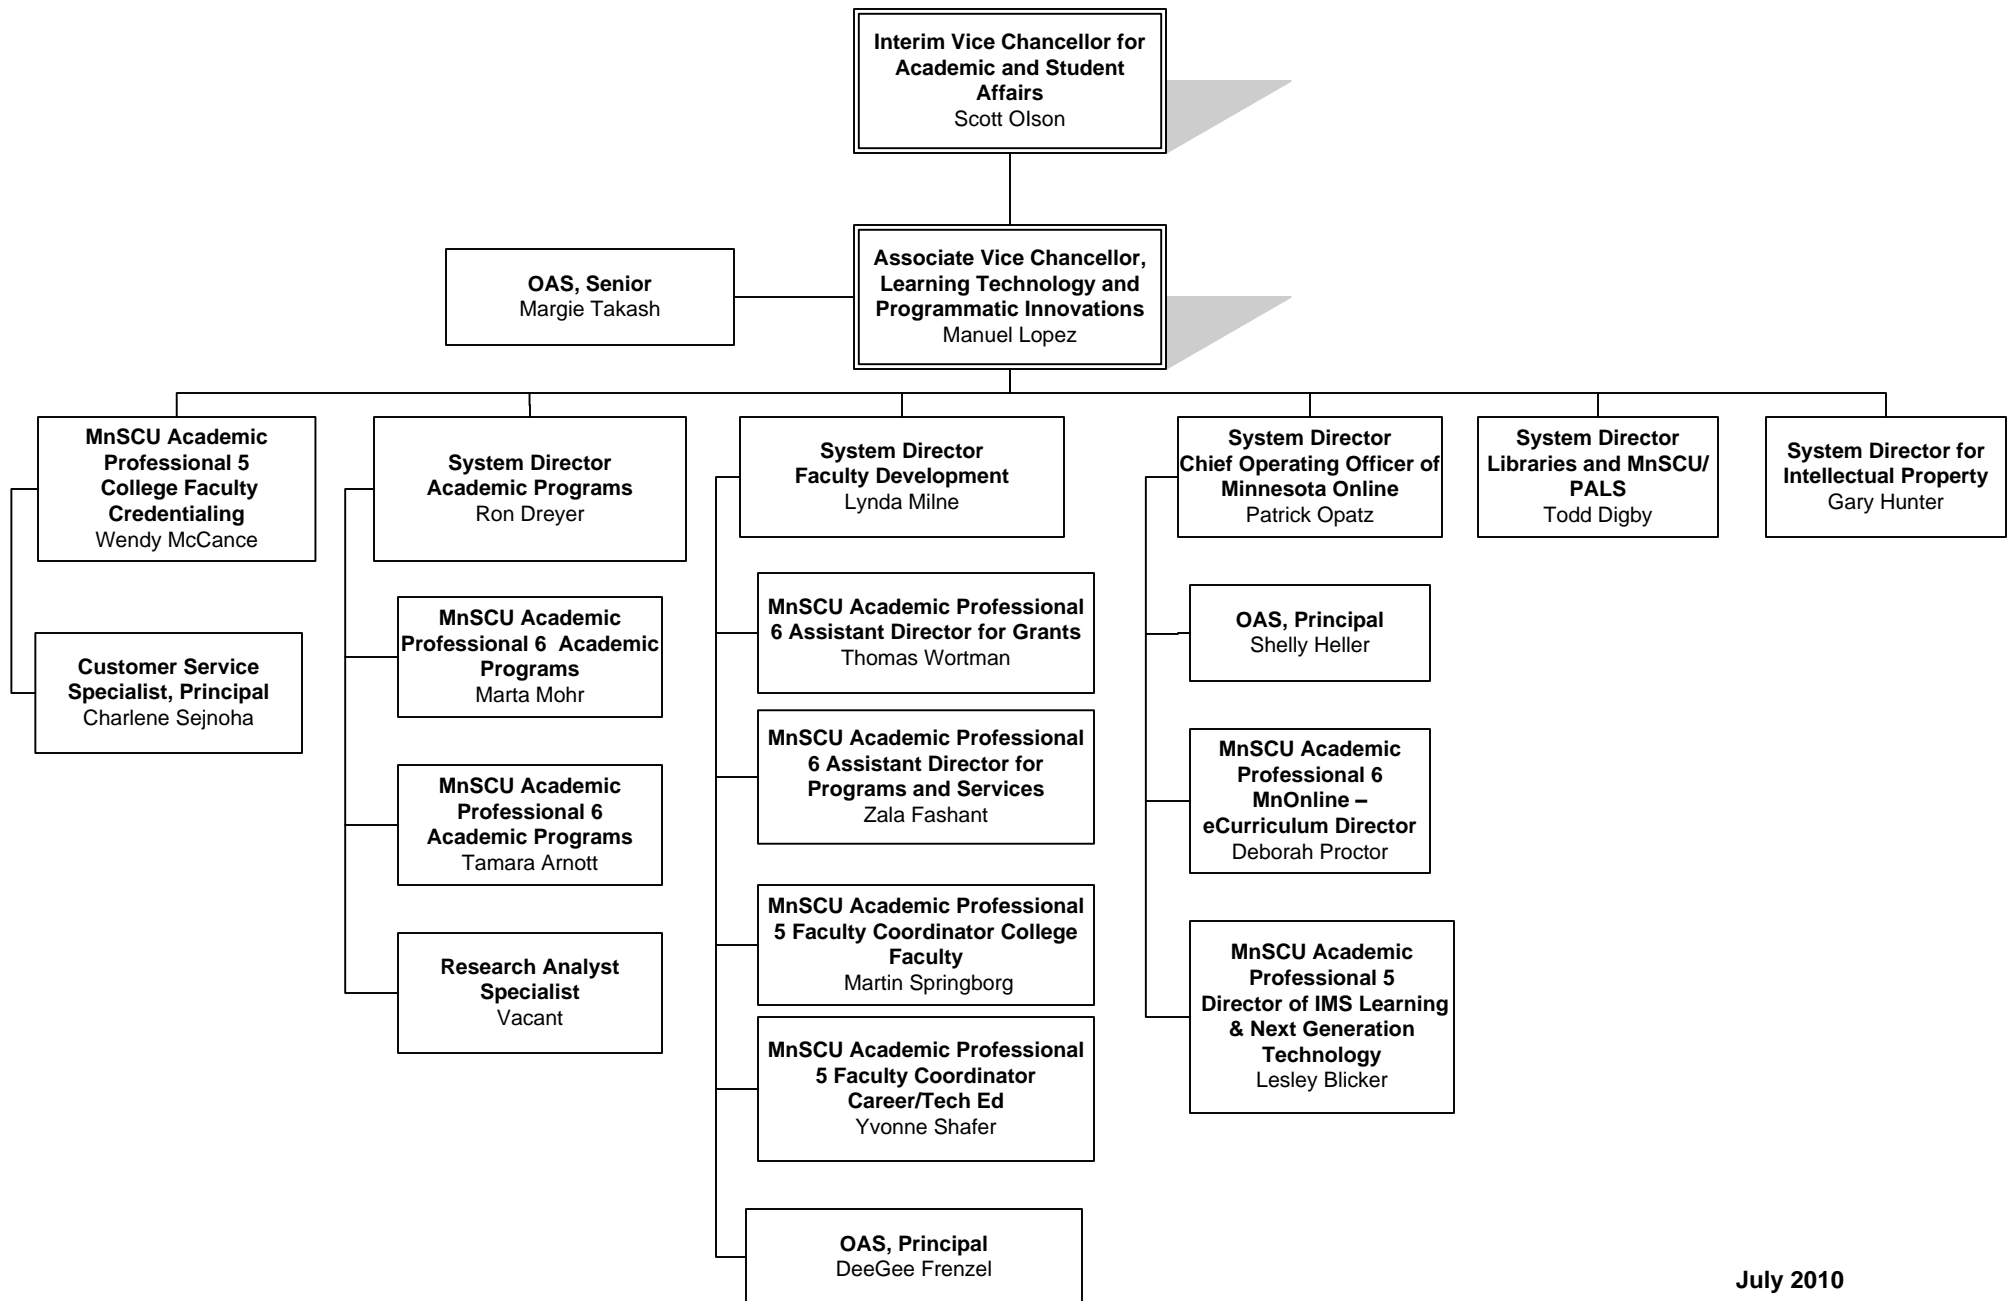 Interim Vice Chancellor for
Academic and Student
Affairs
Scott Olson
OAS, Senior
Margie Takash
Associate Vice Chancellor,
Learning Technology and
Programmatic Innovations
Manuel Lopez
MnSCU Academic
Professional 5
College Faculty
Credentialing
Wendy McCance
Customer Service
Specialist, Principal
Charlene Sejnoha
System Director
Academic Programs
Ron Dreyer
MnSCU Academic
Professional 6 Academic
Programs
Marta Mohr
MnSCU Academic
Professional 6
Academic Programs
Tamara Arnott
Research Analyst
Specialist
Vacant
System Director
Faculty Development
Lynda Milne
MnSCU Academic Professional
6 Assistant Director for Grants
Thomas Wortman
MnSCU Academic Professional
6 Assistant Director for
Programs and Services
Zala Fashant
MnSCU Academic Professional
5 Faculty Coordinator College
Faculty
Martin Springborg
MnSCU Academic Professional
5 Faculty Coordinator
Career/Tech Ed
Yvonne Shafer
OAS, Principal
DeeGee Frenzel
System Director
Chief Operating Officer of
Minnesota Online
Patrick Opatz
OAS, Principal
Shelly Heller
MnSCU Academic
Professional 6
MnOnline –
eCurriculum Director
Deborah Proctor
MnSCU Academic
Professional 5
Director of IMS Learning
& Next Generation
Technology
Lesley Blicker
System Director
Libraries and MnSCU/
PALS
Todd Digby
System Director for
Intellectual Property
Gary Hunter
July 2010